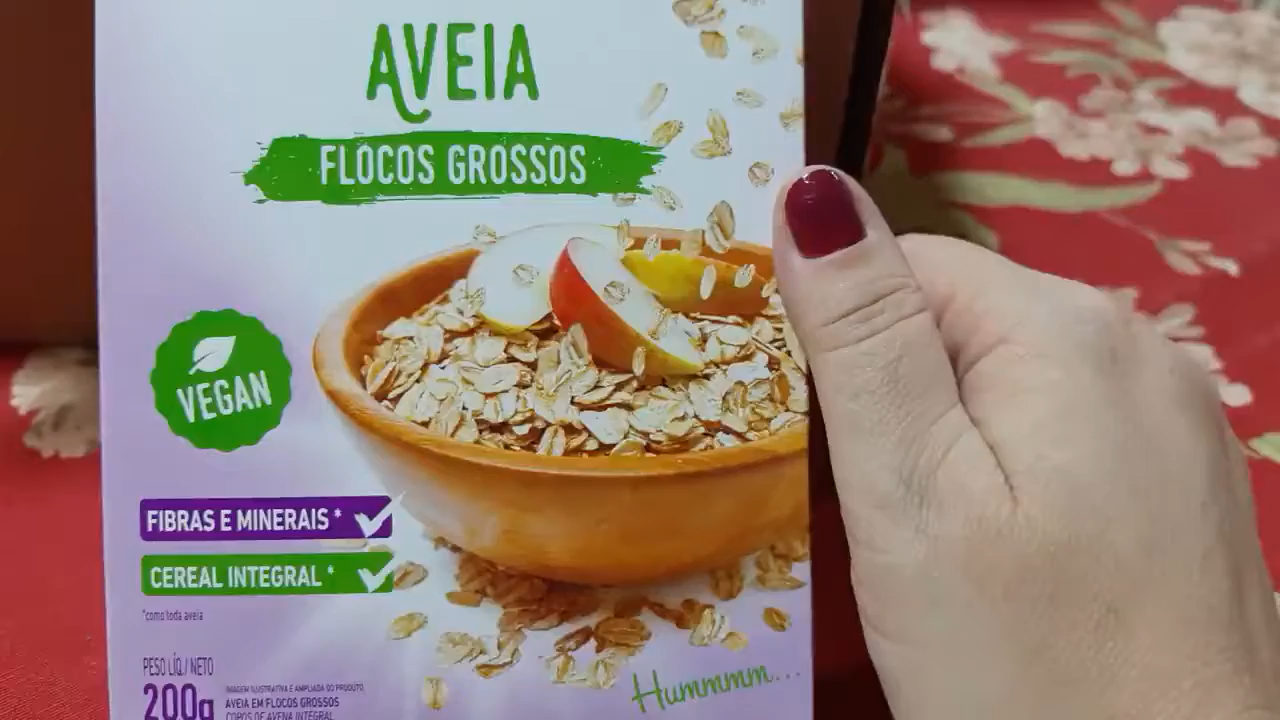 AVEIA
FLOCOS GROSSOS
VEGAN
FIBRAS E MINERAIS *
CEREAL INTEGRAL *
*como toda aveia
PESO LÍQ./ NETO
200g
IMAGEM ILUSTRATIVA E AMPLIADA DO PRODUTO
AVEIA EM FLOCOS GROSSOS
COPOS DE AVENA INTEGRAL
Hummmm...